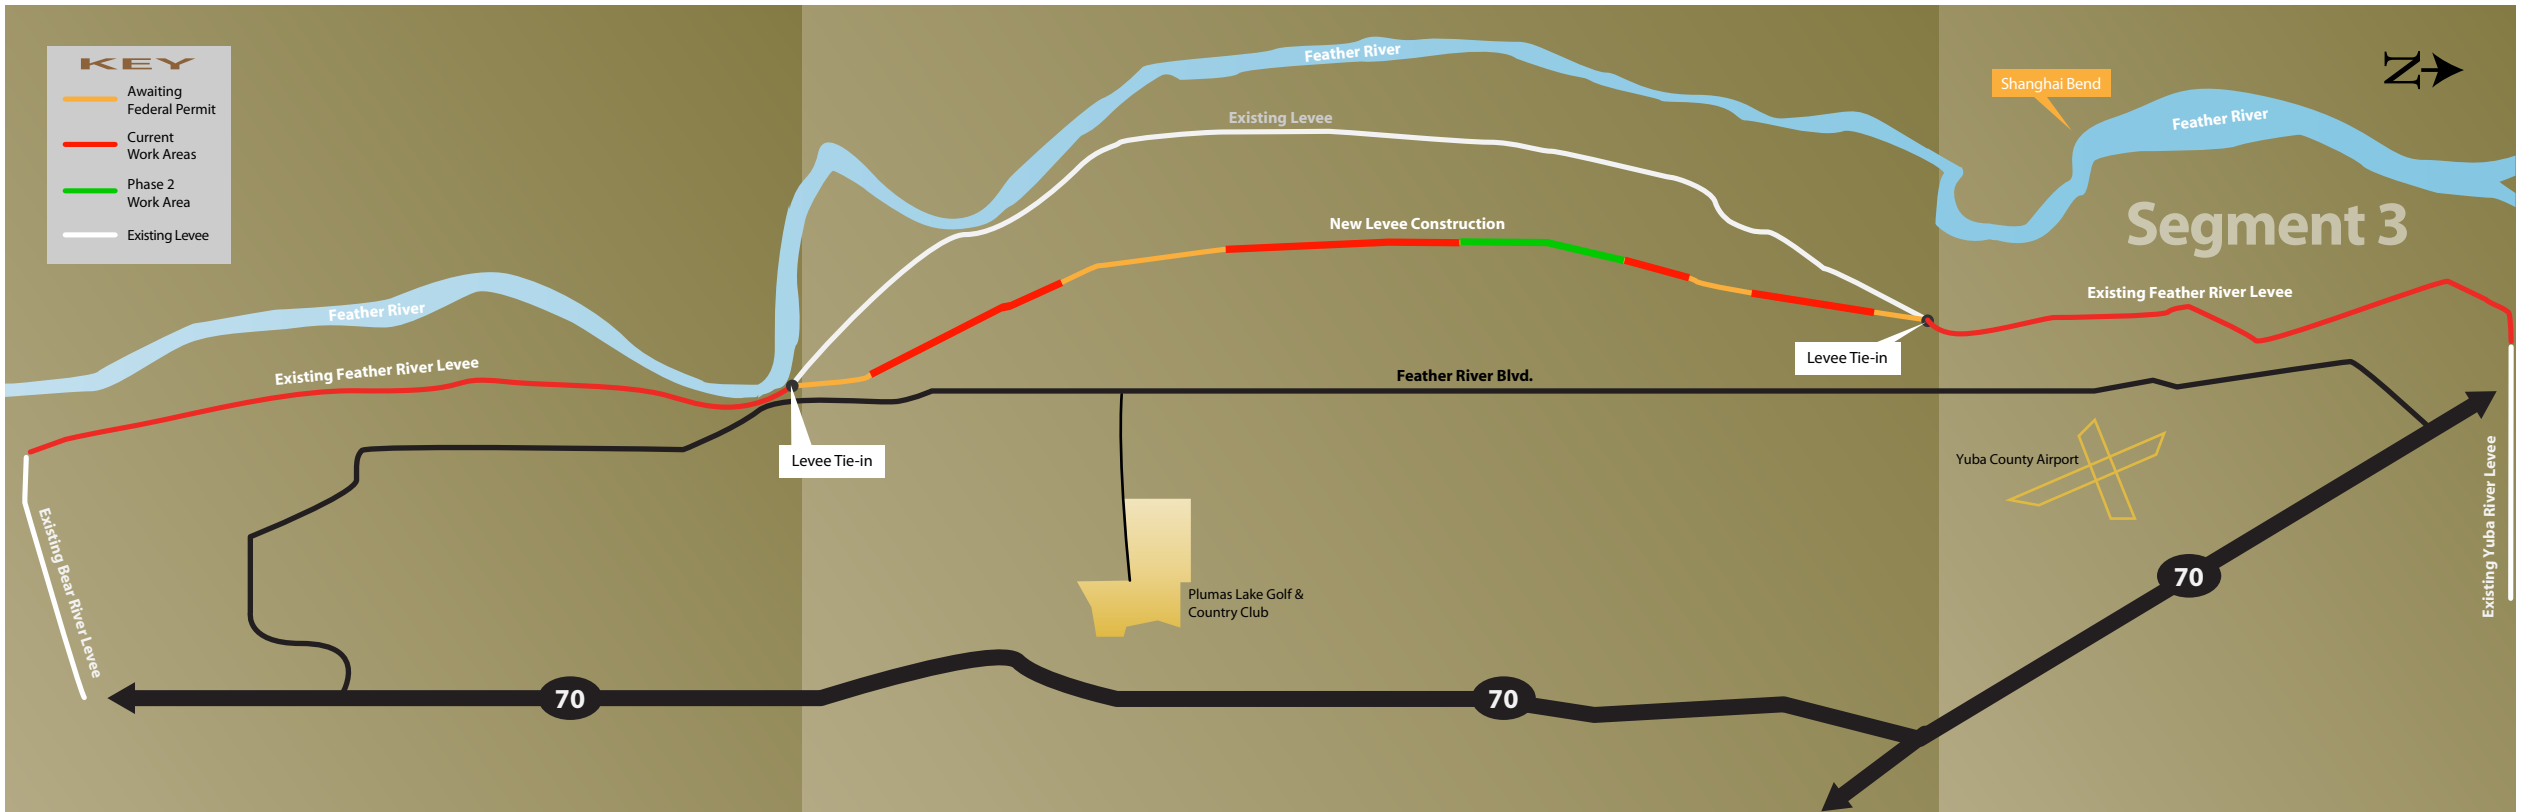 KEY
Awaiting
Federal Permit
Current
Work Areas
Phase 2
Work Area
Existing Levee
Feather River
Existing Levee
New Levee Construction
Shanghai Bend
Feather River
N
Segment 3
Existing Feather River Levee
Feather River
Existing Feather River Levee
Levee Tie-in
Feather River Blvd.
Levee Tie-in
Yuba County Airport
Existing Yuba River Levee
Existing Bear River Levee
Plumas Lake Golf &
Country Club
70
70
70